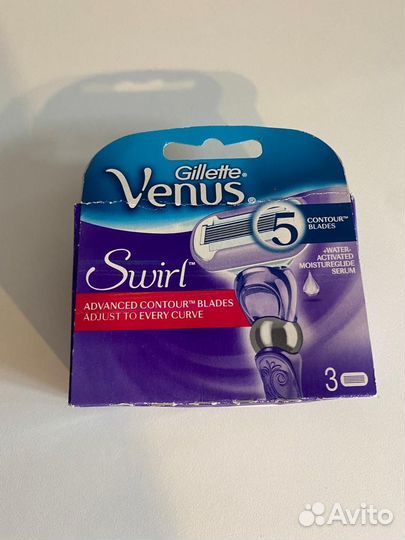 Gillette®
Venus®
5 CONTOUR™
BLADES
+WATER-
ACTIVATED
MOISTUREGLIDE
SERUM
Swirl™
ADVANCED CONTOUR™ BLADES
ADJUST TO EVERY CURVE
3
Avito